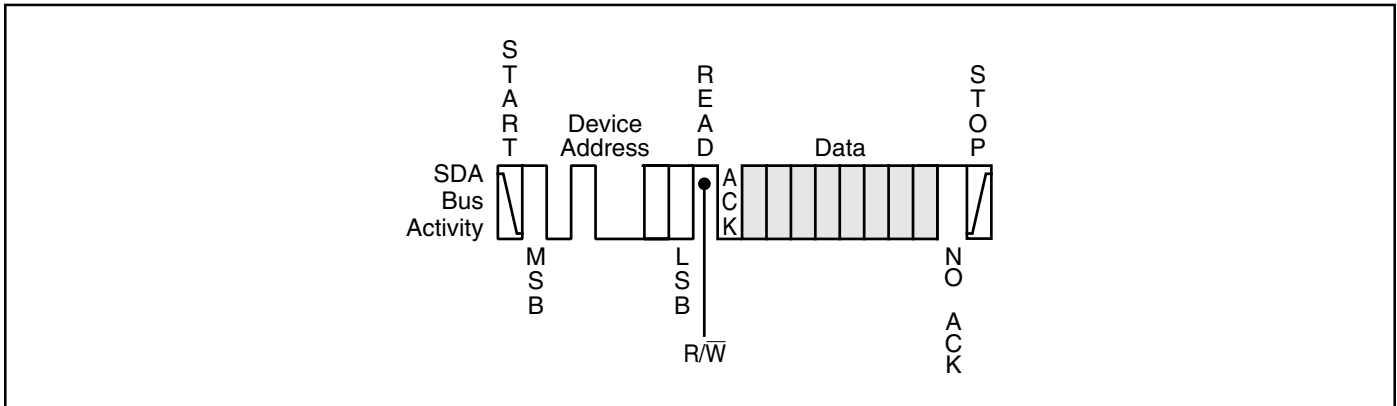 START
Device
Address
READ
Data
STOP
SDA
Bus
Activity
ACK
MSB
LSB
NO ACK
R/W̅